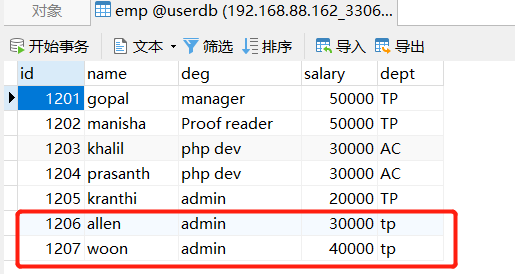 对象 emp @userdb (192.168.88.162_3306...
开始事务 文本 筛选 排序 导入 导出
id name deg salary dept
1201 gopal manager 50000 TP
1202 manisha Proof reader 50000 TP
1203 khalil php dev 30000 AC
1204 prasanth php dev 30000 AC
1205 kranthi admin 20000 TP
1206 allen admin 30000 tp
1207 woon admin 40000 tp